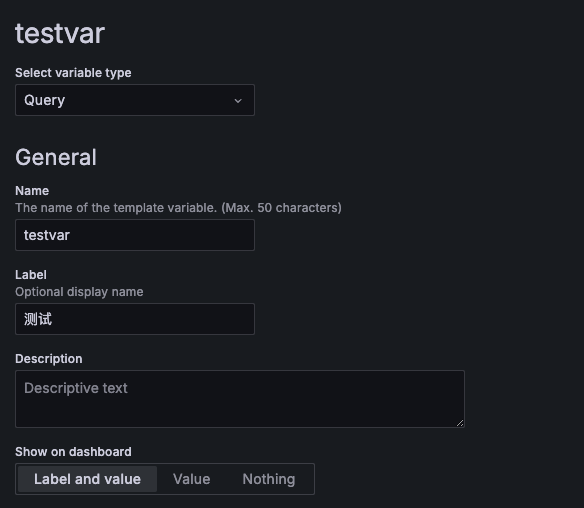 testvar
Select variable type
Query
General
Name
The name of the template variable. (Max. 50 characters)
testvar
Label
Optional display name
测试
Description
Descriptive text
Show on dashboard
Label and value Value Nothing